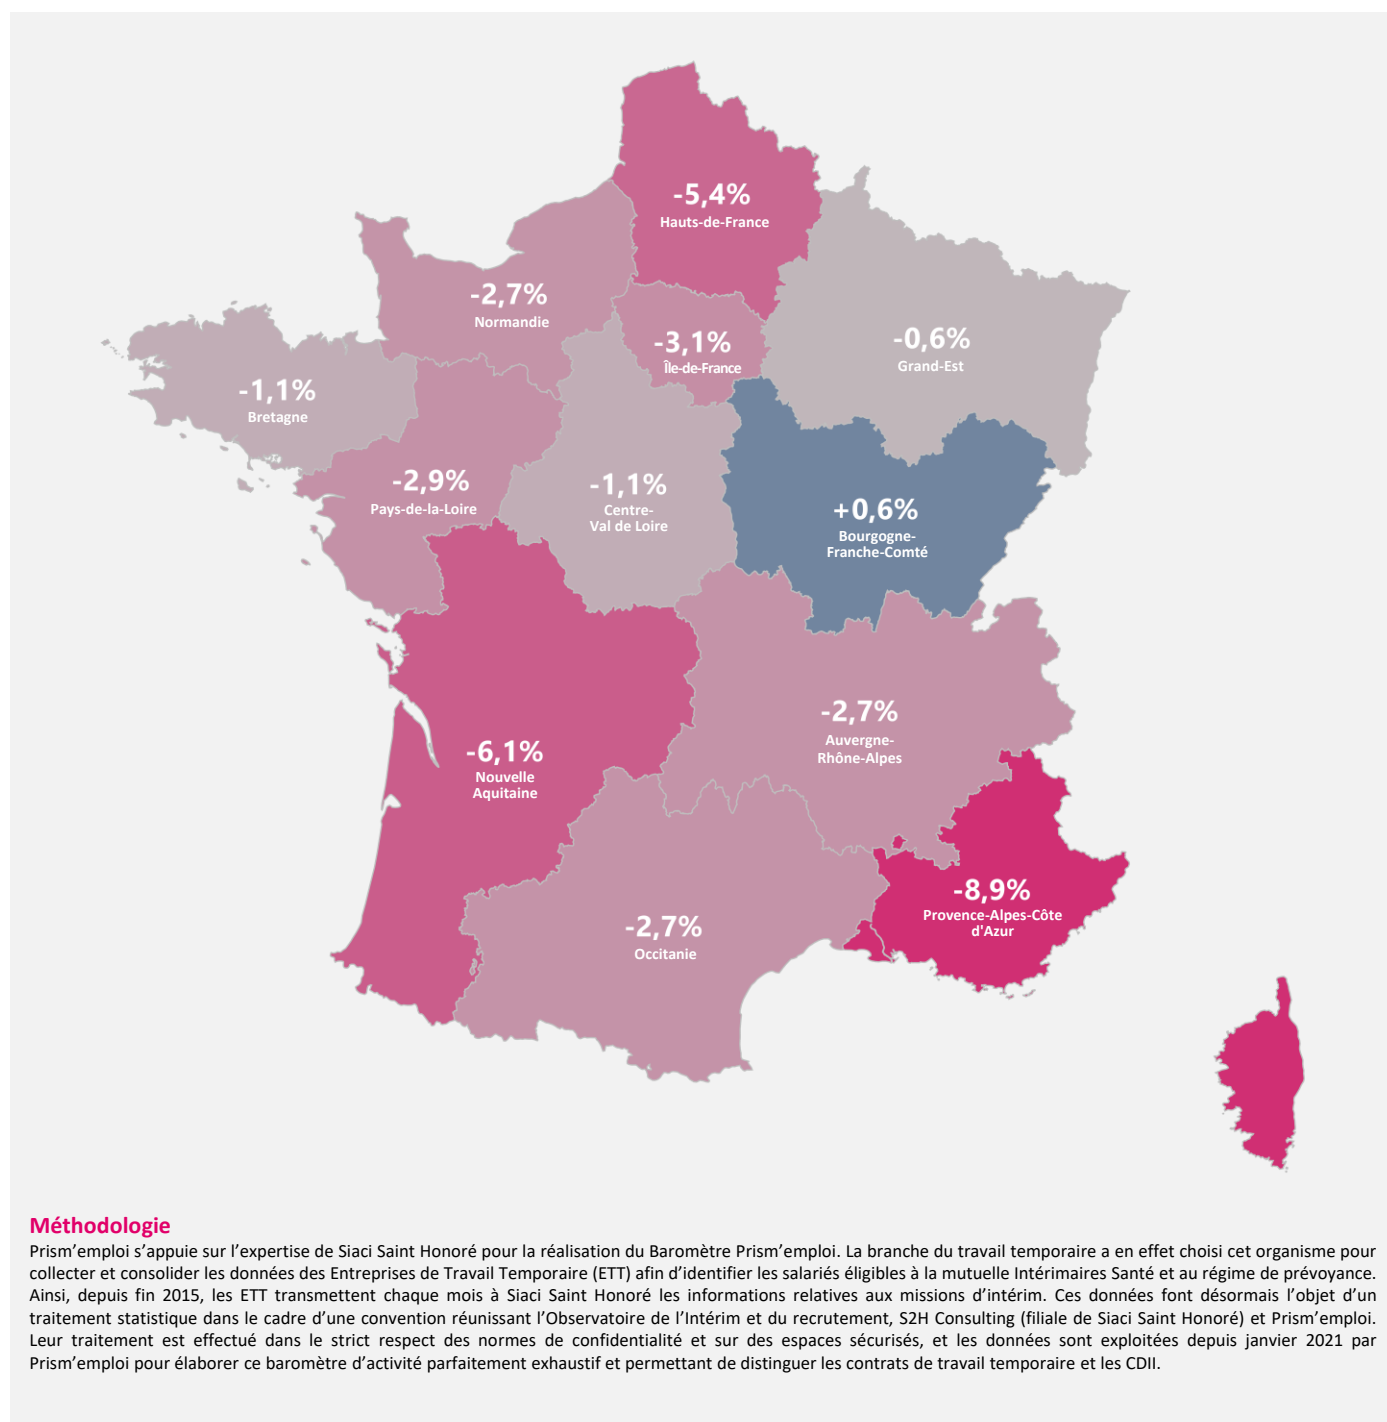 -5,4%
Hauts-de-France
-2,7%
Normandie
-3,1%
Île-de-France
-0,6%
Grand-Est
-1,1%
Bretagne
-2,9%
Pays-de-la-Loire
-1,1%
Centre-
Val de Loire
+0,6%
Bourgogne-
Franche-Comté
-6,1%
Nouvelle
Aquitaine
-2,7%
Auvergne-
Rhône-Alpes
-8,9%
Provence-Alpes-Côte
d'Azur
-2,7%
Occitanie
Méthodologie
Prism’emploi s’appuie sur l’expertise de Siaci Saint Honoré pour la réalisation du Baromètre Prism’emploi. La branche du travail temporaire a en effet choisi cet organisme pour
collecter et consolider les données des Entreprises de Travail Temporaire (ETT) afin d’identifier les salariés éligibles à la mutuelle Intérimaires Santé et au régime de prévoyance.
Ainsi, depuis fin 2015, les ETT transmettent chaque mois à Siaci Saint Honoré les informations relatives aux missions d’intérim. Ces données font désormais l’objet d’un
traitement statistique dans le cadre d’une convention réunissant l’Observatoire de l’Intérim et du recrutement, S2H Consulting (filiale de Siaci Saint Honoré) et Prism’emploi.
Leur traitement est effectué dans le strict respect des normes de confidentialité et sur des espaces sécurisés, et les données sont exploitées depuis janvier 2021 par
Prism’emploi pour élaborer ce baromètre d’activité parfaitement exhaustif et permettant de distinguer les contrats de travail temporaire et les CDII.